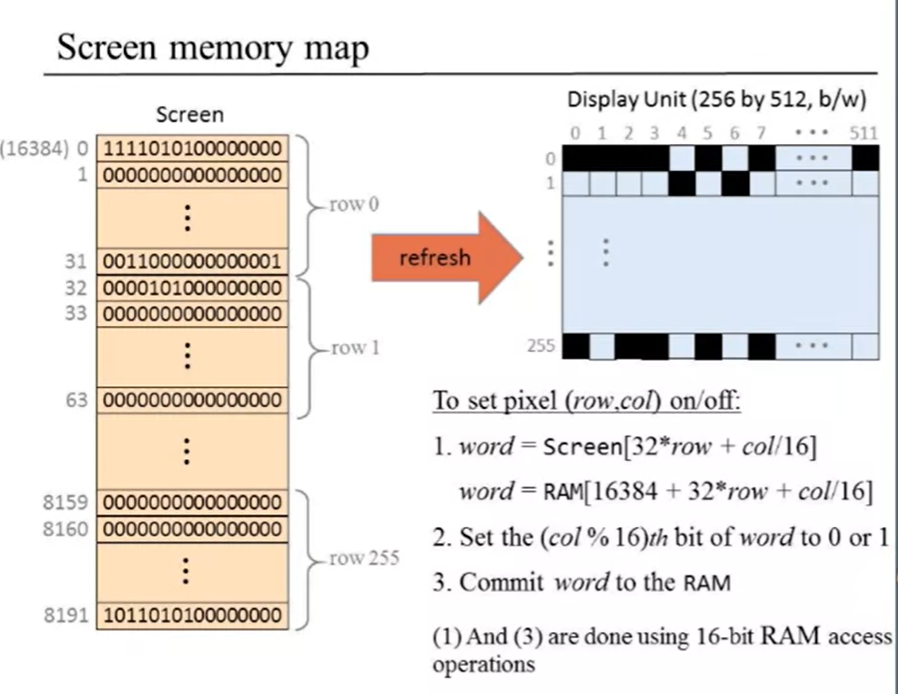 Screen memory map
Screen
(16384) 0 1111010100000000
1 0000000000000000
⋮
row 0
31 0011000000000001
32 0000101000000000
33 0000000000000000
⋮
row 1
63 0000000000000000
⋮
8159 0000000000000000
8160 0000000000000000
⋮
row 255
8191 1011010100000000
refresh
Display Unit (256 by 512, b/w)
0 1 2 3 4 5 6 7 ••• 511
0 •••
1 •••
⋮ ⋮
255 •••
To set pixel (row,col) on/off:
1. word = Screen[32*row + col/16]
word = RAM[16384 + 32*row + col/16]
2. Set the (col % 16)th bit of word to 0 or 1
3. Commit word to the RAM
(1) And (3) are done using 16-bit RAM access
operations